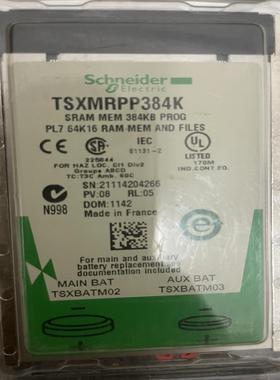 Schneider
Electric
TSXMRPP384K
SRAM MEM 384KB PROG
PL7 64K16 RAM MEM AND FILES
CE SA IEC UL
61131-2
225644
FOR HAZ LOC. CI1 Div2
Groups ABCD
TC:T3C Amb. 60C
LISTED
170M
IND.CONT.EQ.
SN:21114204266
PV:08 RL:05
DOM:1142
Made in France
N998
For main and auxiliary
battery replacement see
documentation included
MAIN BAT
TSXBATM02
AUX BAT
TSXBATM03